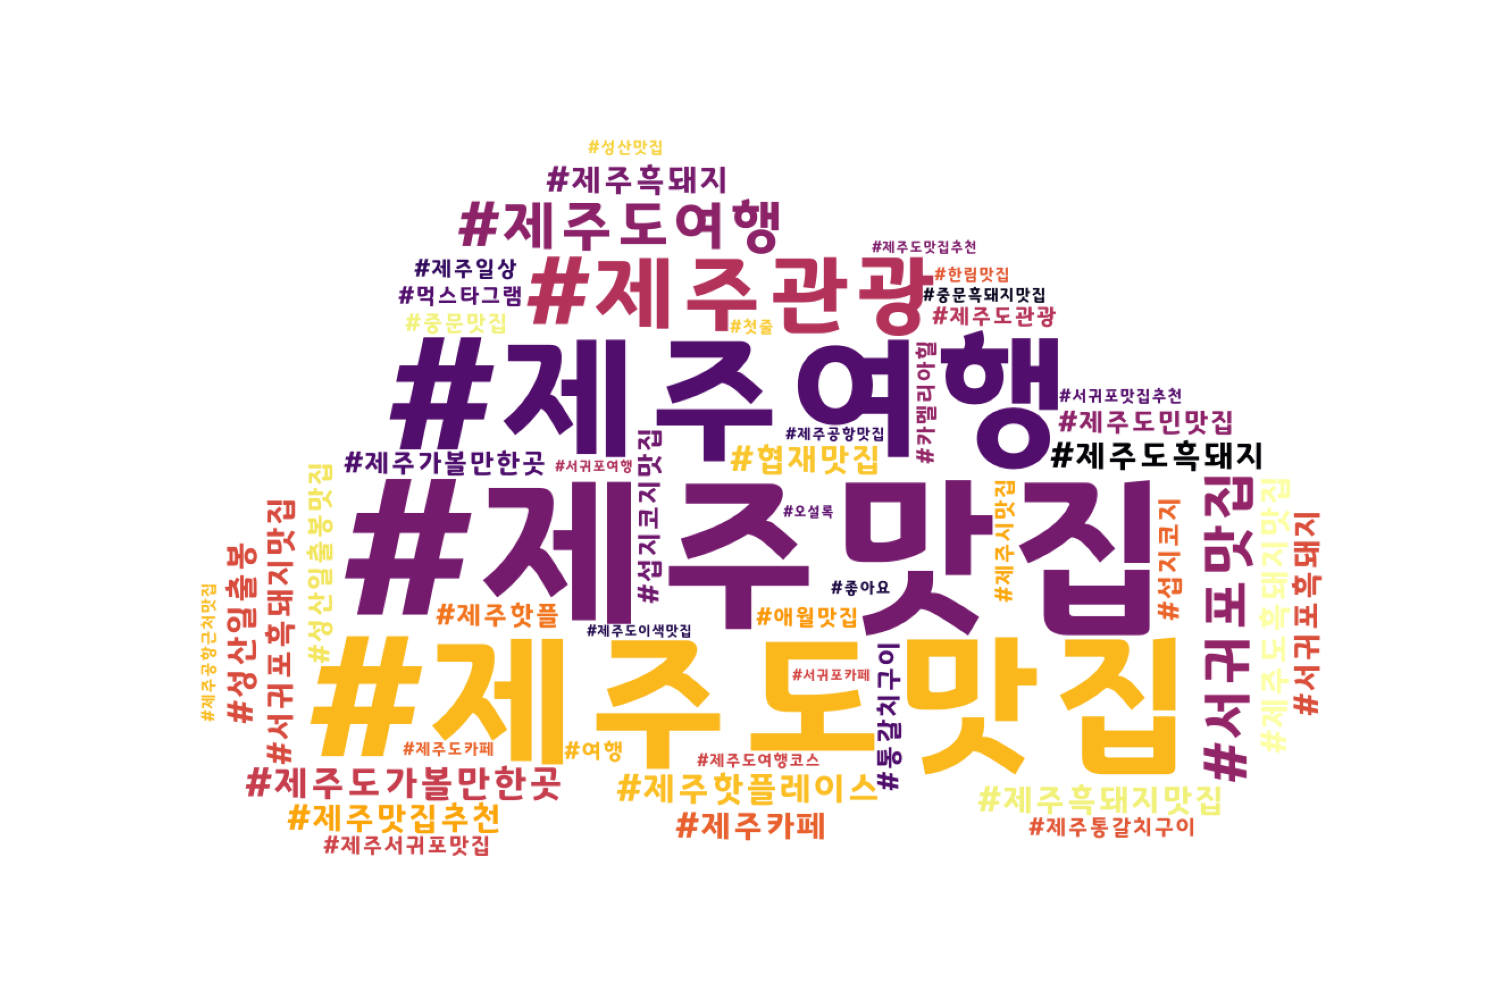 #성산맛집
#제주흑돼지
#제주도여행
#제주도맛집추천
#제주일상
#제주관광
#한림맛집
#먹스타그램
#중문흑돼지맛집
#중문맛집
#첫줄
#제주도관광
#제주여행
#카멜리아힐
#서귀포맛집추천
#제주도민맛집
#제주공항맛집
#제주가볼만한곳
#서귀포여행
#협재맛집
#제주도흑돼지
#섭지코지맛집
#제주맛집
#오설록
#제주시맛집
#섭지코지
#좋아요
#제주핫플
#애월맛집
#제주도이색맛집
#성산일출봉맛집
#서귀포흑돼지맛집
#성산일출봉
#제주공항근처맛집
#서귀포맛집
#제주도흑돼지맛집
#서귀포흑돼지
#제주도맛집
#서귀포카페
#통갈치구이
#제주도카페
#여행
#제주도여행코스
#제주도가볼만한곳
#제주핫플레이스
#제주흑돼지맛집
#제주맛집추천
#제주카페
#제주통갈치구이
#제주서귀포맛집